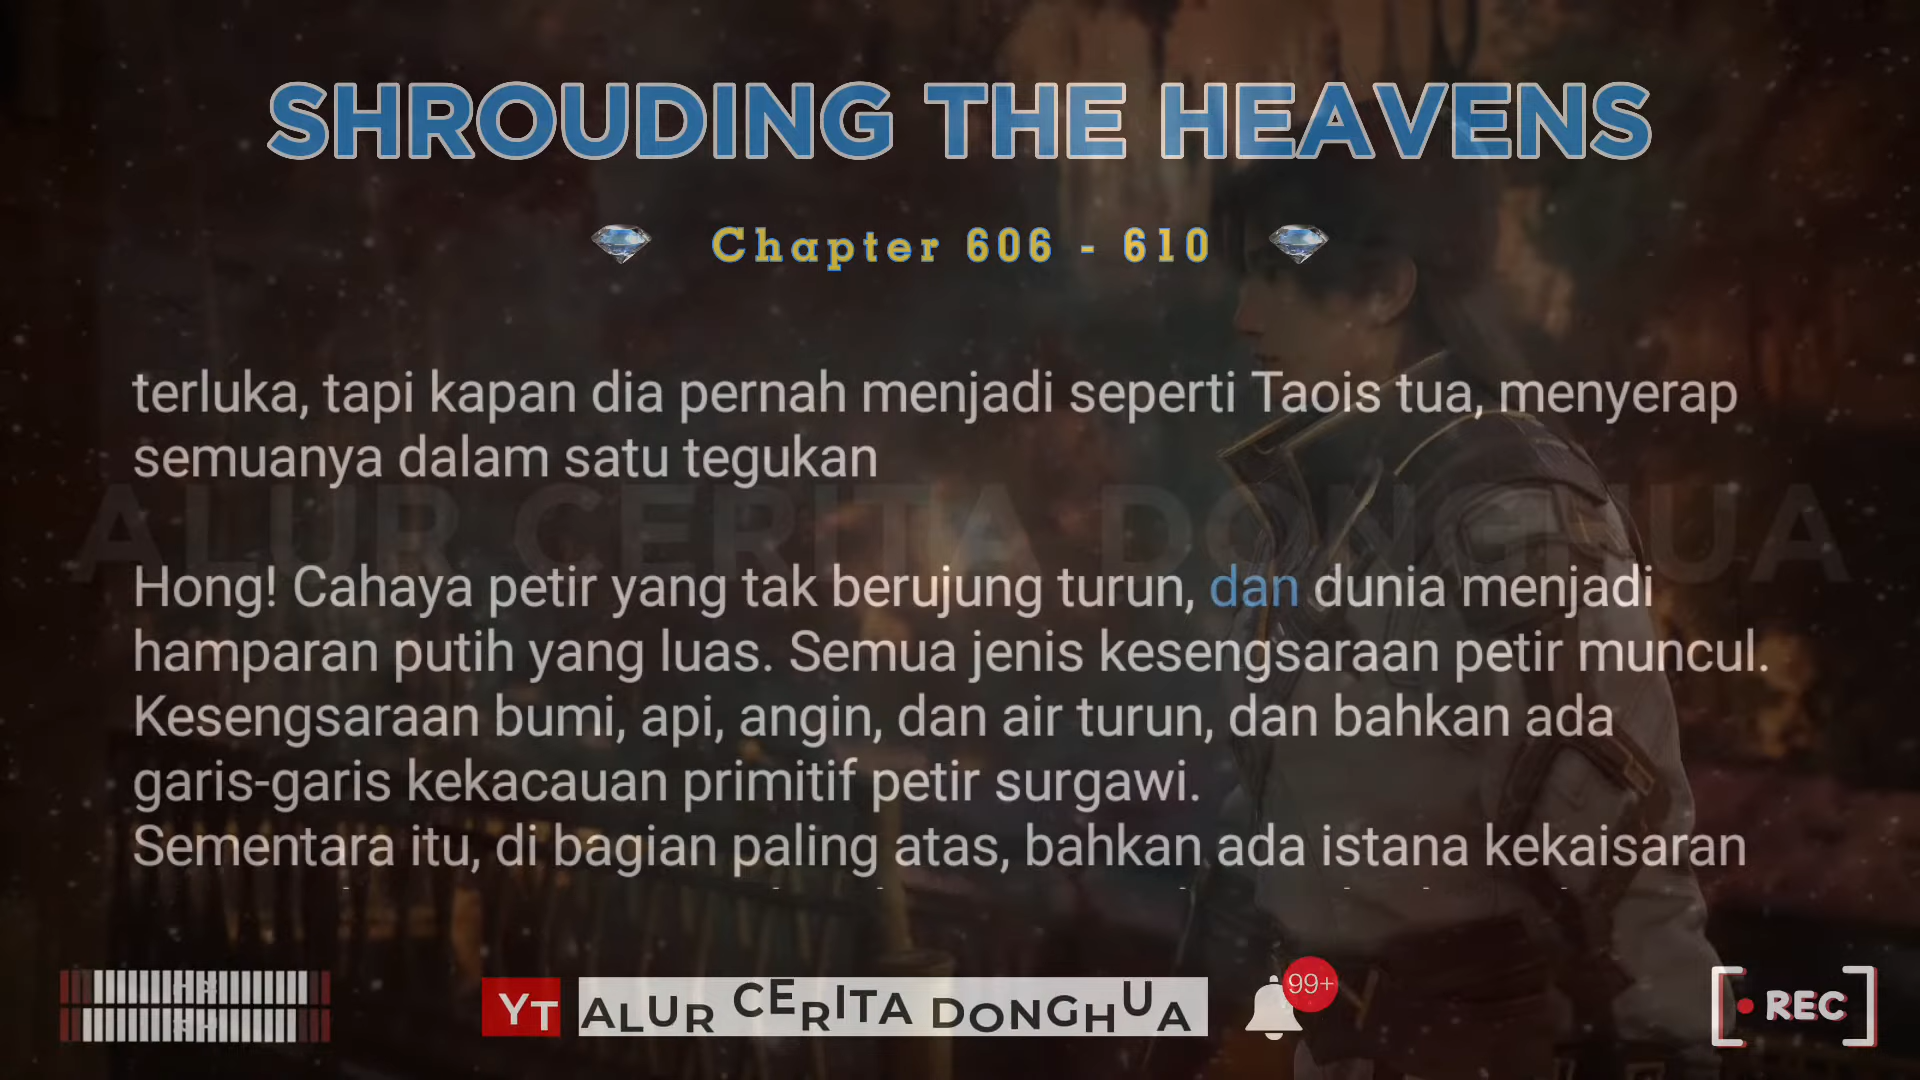 SHROUDING THE HEAVENS
Chapter 606 - 610
terluka, tapi kapan dia pernah menjadi seperti Taois tua, menyerap
semuanya dalam satu tegukan
ALUR CERITA DONGHUA
Hong! Cahaya petir yang tak berujung turun, dan dunia menjadi
hamparan putih yang luas. Semua jenis kesengsaraan petir muncul.
Kesengsaraan bumi, api, angin, dan air turun, dan bahkan ada
garis-garis kekacauan primitif petir surgawi.
Sementara itu, di bagian paling atas, bahkan ada istana kekaisaran
YT ALUR CERITA DONGHUA
99+
REC